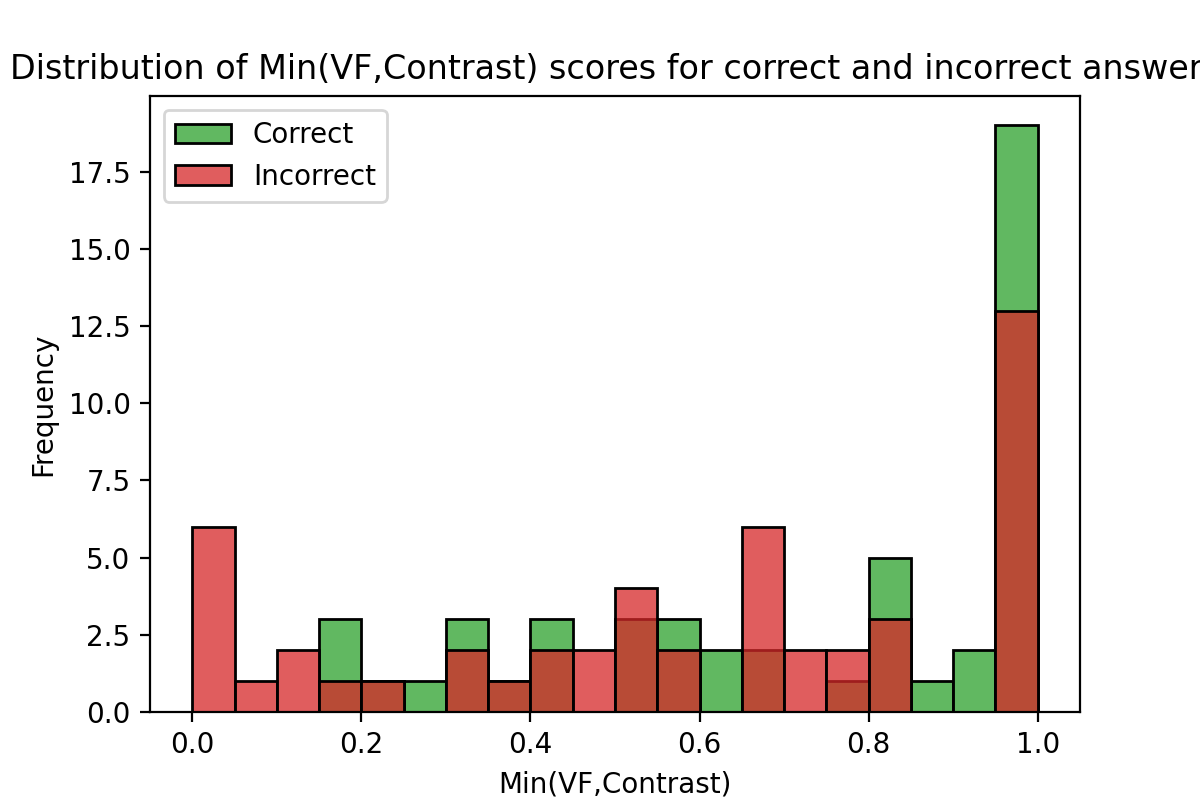 Distribution of Min(VF,Contrast) scores for correct and incorrect answer
Correct
Incorrect
17.5
15.0
12.5
10.0
7.5
5.0
2.5
0.0
Frequency
0.0 0.2 0.4 0.6 0.8 1.0
Min(VF,Contrast)